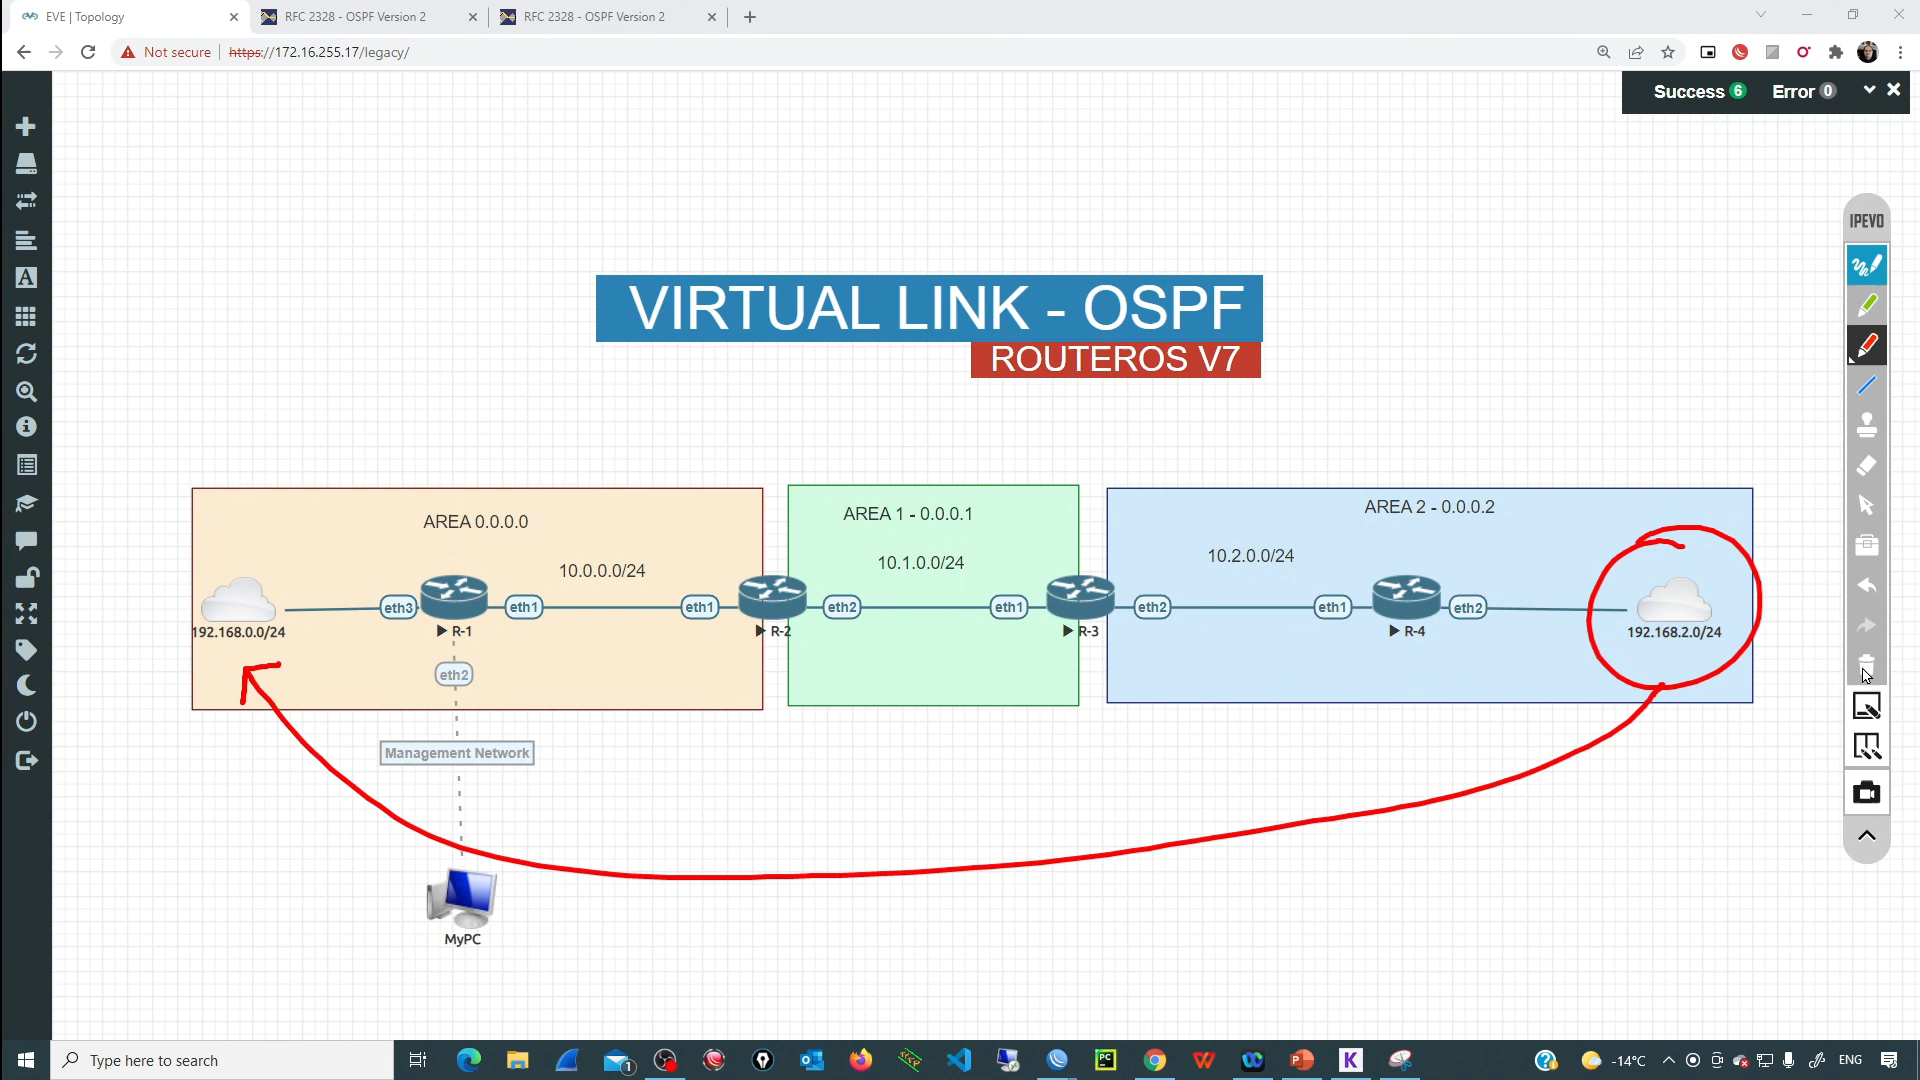 EVE | Topology
RFC 2328 - OSPF Version 2
RFC 2328 - OSPF Version 2
Not secure
https://172.16.255.17/legacy/
Success 6 Error 0
IPEVO
VIRTUAL LINK - OSPF
ROUTEROS V7
AREA 0.0.0.0
AREA 1 - 0.0.0.1
AREA 2 - 0.0.0.2
10.0.0.0/24
10.1.0.0/24
10.2.0.0/24
eth3
eth1
eth1
eth2
eth1
eth2
eth1
eth2
192.168.0.0/24
R-1
R-2
R-3
R-4
192.168.2.0/24
eth2
Management Network
MyPC
Type here to search
1
PC
K
-14°C
ENG